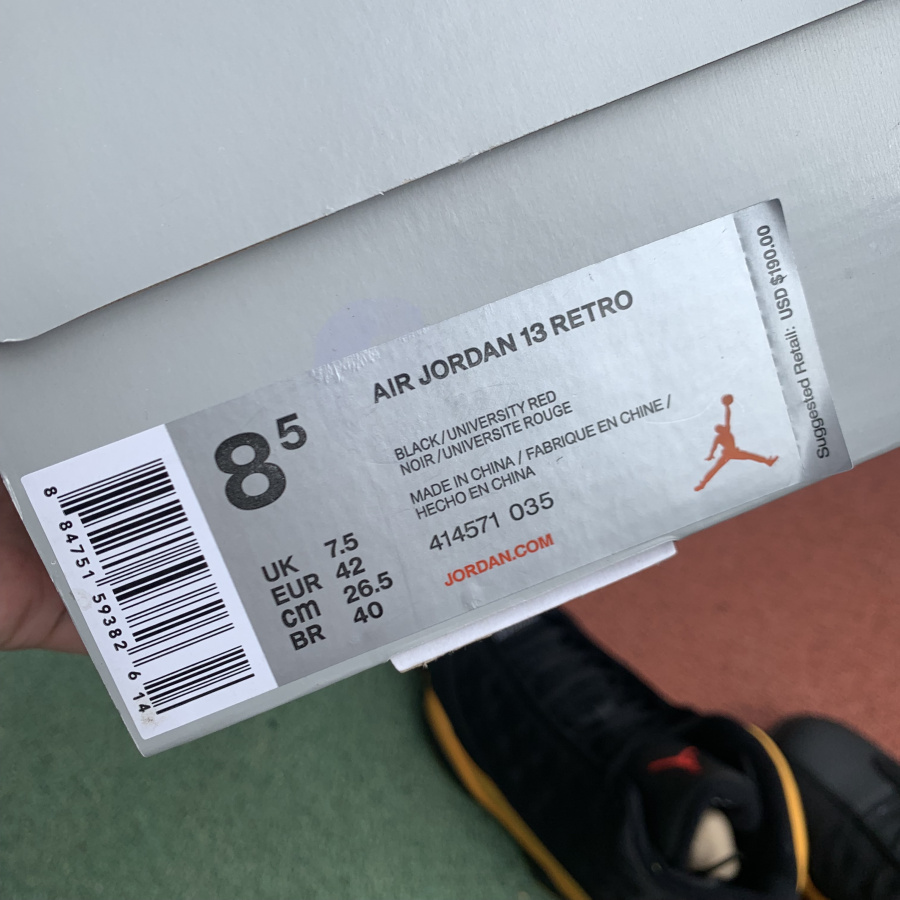 AIR JORDAN 13 RETRO
8⁵
BLACK/UNIVERSITY RED
NOIR/UNIVERSITE ROUGE
MADE IN CHINA / FABRIQUE EN CHINE /
HECHO EN CHINA
414571 035
JORDAN.COM
UK 7.5
EUR 42
cm 26.5
BR 40
8 84751 59382 6 14
Suggested Retail: USD $190.00